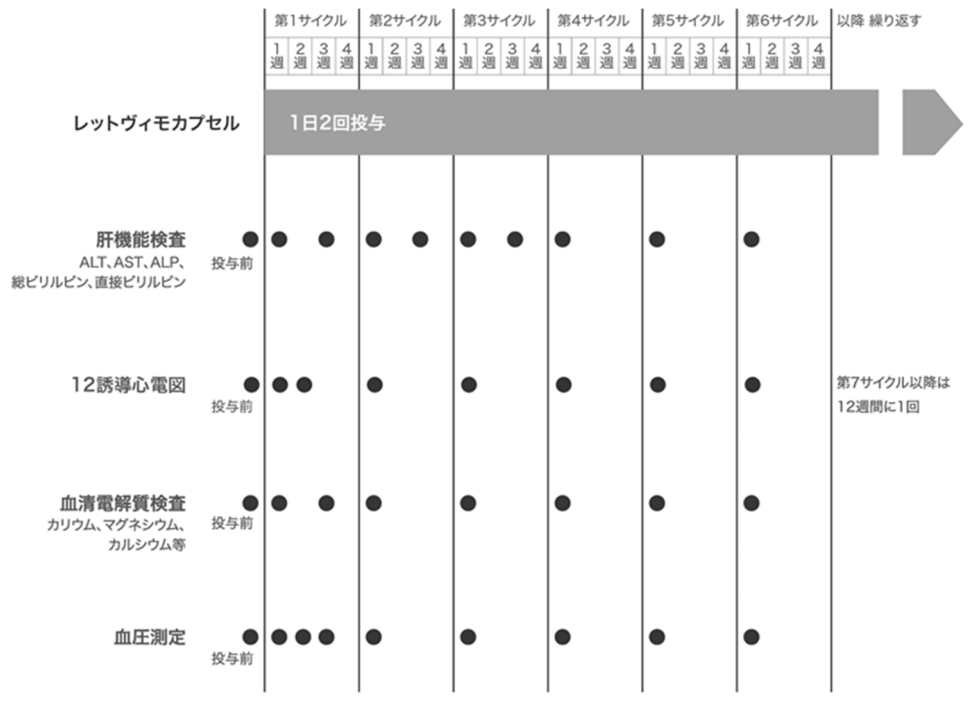 第1サイクル 第2サイクル 第3サイクル 第4サイクル 第5サイクル 第6サイクル 以降 繰り返す
1週 2週 3週 4週 1週 2週 3週 4週 1週 2週 3週 4週 1週 2週 3週 4週 1週 2週 3週 4週 1週 2週 3週 4週
レットヴィモカプセル 1日2回投与
肝機能検査
ALT、AST、ALP、 投与前
総ビリルビン、直接ビリルビン
12誘導心電図 第7サイクル以降は
投与前 12週間に1回
血清電解質検査
カリウム、マグネシウム、 投与前
カルシウム等
血圧測定
投与前